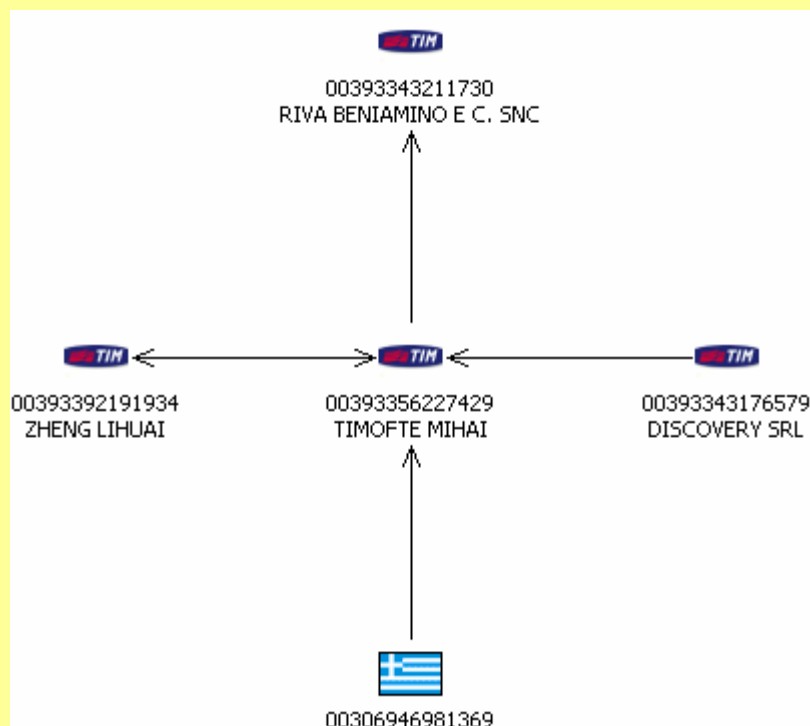 TIM
00393343211730
RIVA BENIAMINO E C. SNC
TIM
TIM
TIM
00393392191934
ZHENG LIHUAI
00393356227429
TIMOFTE MIHAI
00393343176579
DISCOVERY SRL
00306946981369